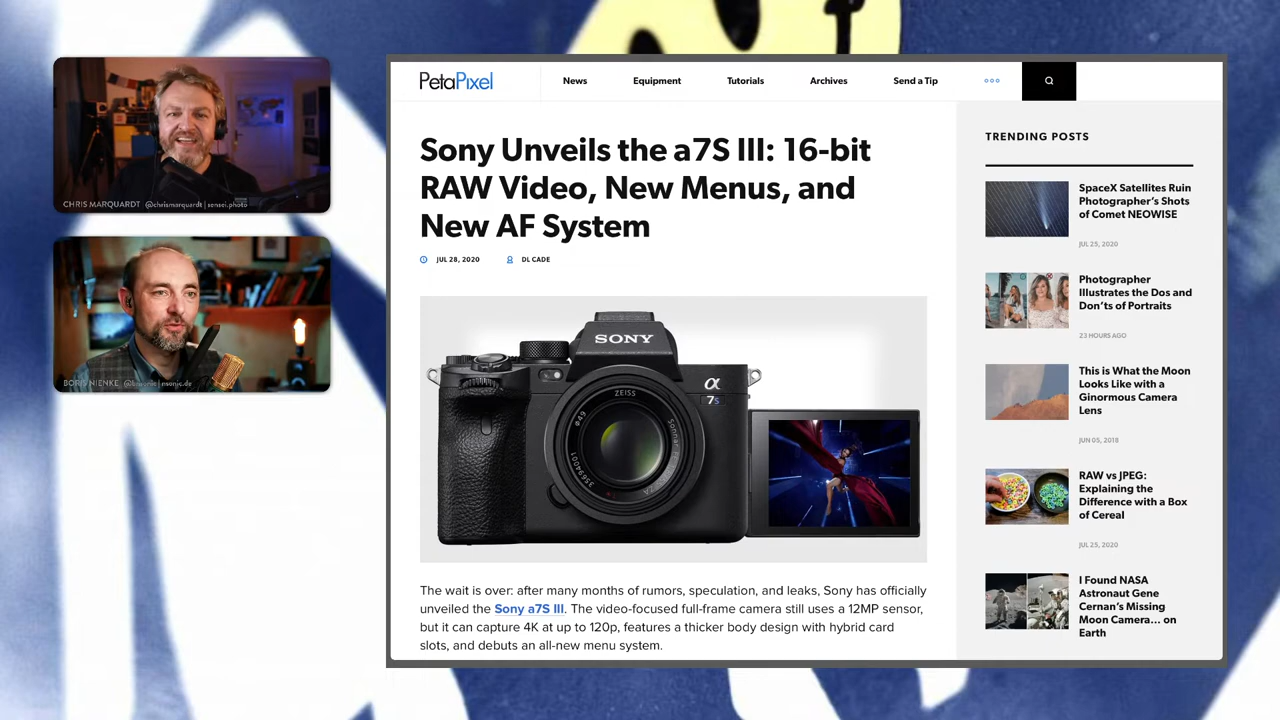 CHRIS MARQUARDT @chrismarquardt | sensei.photo
BORIS NIENKE
PetaPixel
News
Equipment
Tutorials
Archives
Send a Tip
Sony Unveils the a7S III: 16-bit
RAW Video, New Menus, and
New AF System
JUL 28, 2020
DL CADE
SONY
α
7s
ZEISS
Sonnar
The wait is over: after many months of rumors, speculation, and leaks, Sony has officially
unveiled the Sony a7S III. The video-focused full-frame camera still uses a 12MP sensor,
but it can capture 4K at up to 120p, features a thicker body design with hybrid card
slots, and debuts an all-new menu system.
TRENDING POSTS
SpaceX Satellites Ruin
Photographer's Shots
of Comet NEOWISE
JUL 25, 2020
Photographer
Illustrates the Dos and
Don'ts of Portraits
23 HOURS AGO
This is What the Moon
Looks Like with a
Ginormous Camera
Lens
JUN 05, 2018
RAW vs JPEG:
Explaining the
Difference with a Box
of Cereal
JUL 25, 2020
I Found NASA
Astronaut Gene
Cernan's Missing
Moon Camera... on
Earth